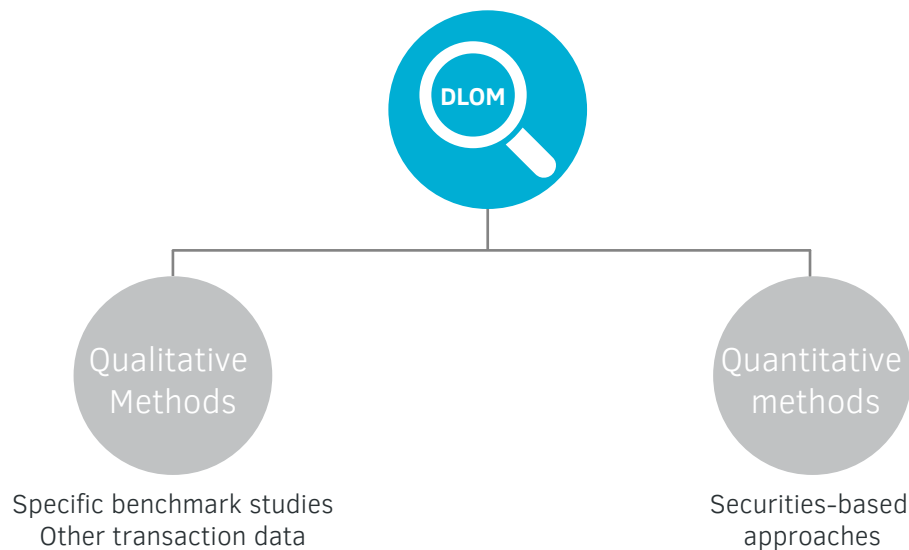 DLOM
Qualitative
Methods
Quantitative
methods
Specific benchmark studies
Other transaction data
Securities-based
approaches